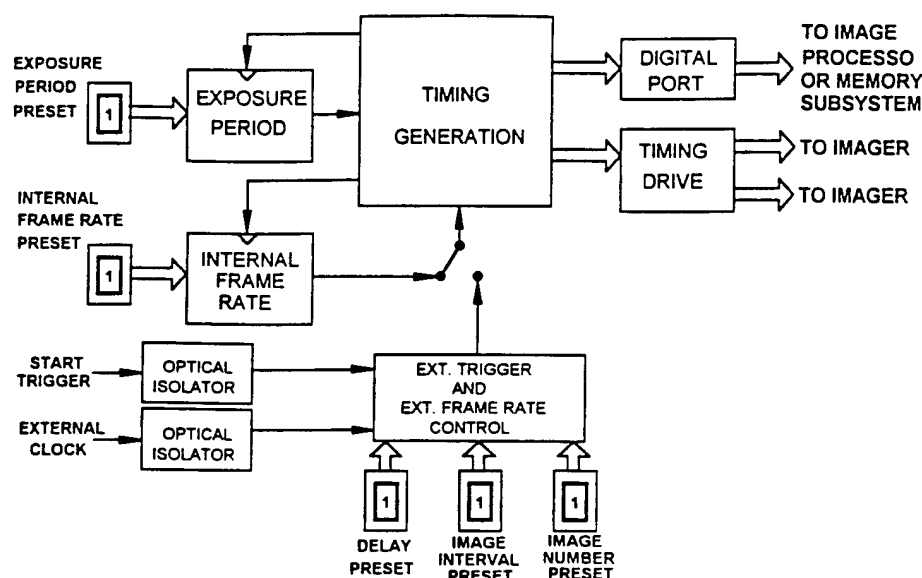 EXPOSURE
PERIOD
PRESET
1
EXPOSURE
PERIOD
TIMING
GENERATION
DIGITAL
PORT
TO IMAGE
PROCESSO
OR MEMORY
SUBSYSTEM
TIMING
DRIVE
TO IMAGER
TO IMAGER
INTERNAL
FRAME RATE
PRESET
1
INTERNAL
FRAME
RATE
START
TRIGGER
OPTICAL
ISOLATOR
EXTERNAL
CLOCK
OPTICAL
ISOLATOR
EXT. TRIGGER
AND
EXT. FRAME RATE
CONTROL
1
DELAY
PRESET
1
IMAGE
INTERVAL
PRESET
1
IMAGE
NUMBER
PRESET